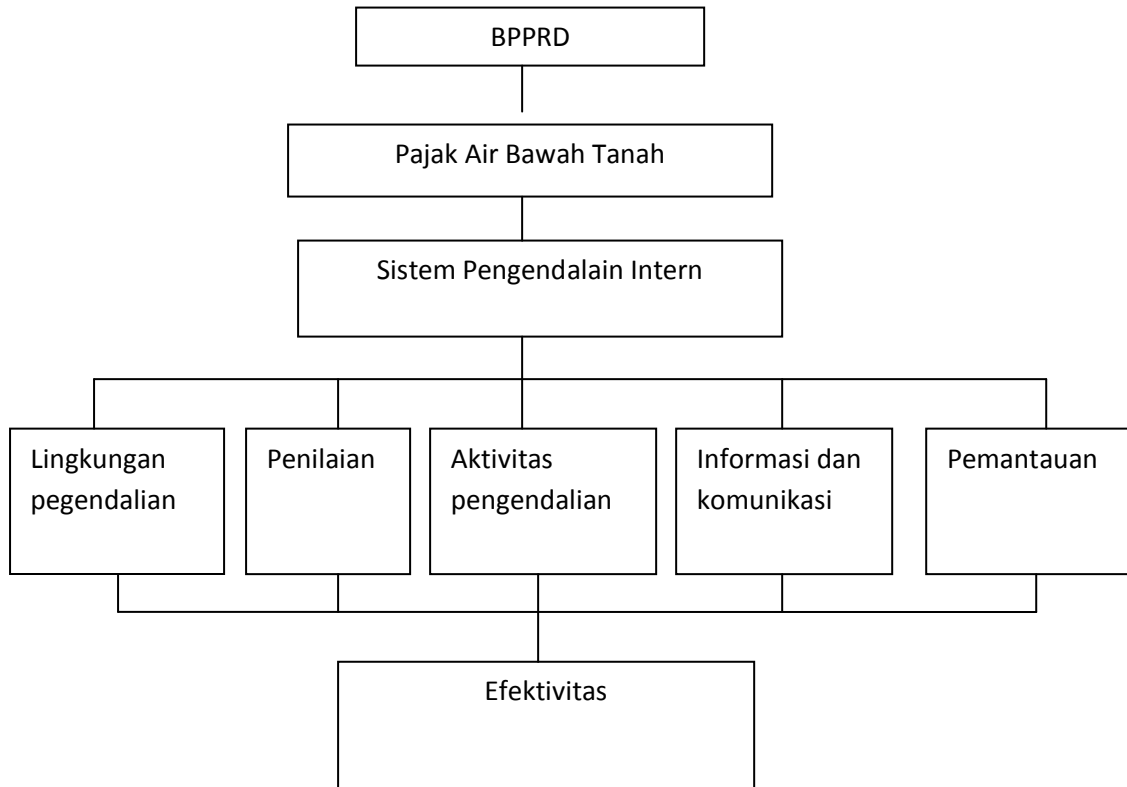 BPPRD
Pajak Air Bawah Tanah
Sistem Pengendalain Intern
Lingkungan
pegendalian
Penilaian
Aktivitas
pengendalian
Informasi dan
komunikasi
Pemantauan
Efektivitas